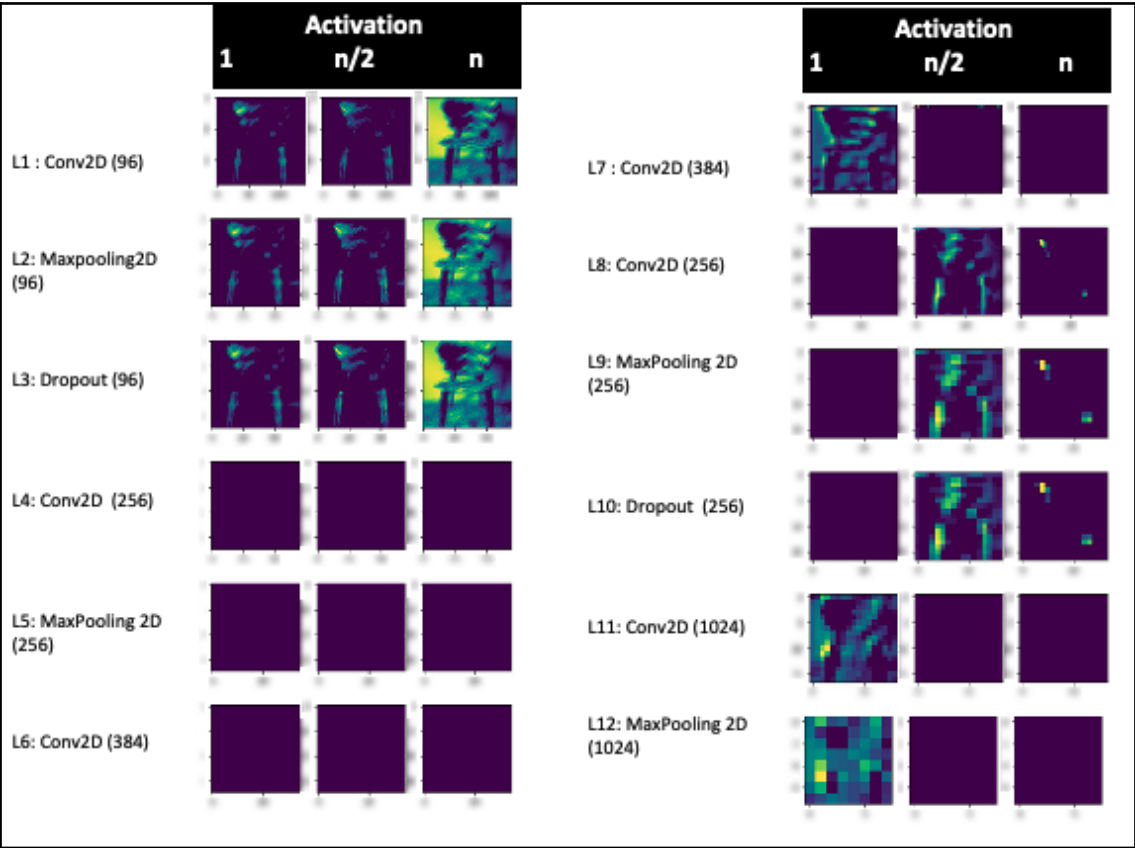 Activation
1 n/2 n
L1 : Conv2D (96)
L2: Maxpooling2D
(96)
L3: Dropout (96)
L4: Conv2D (256)
L5: MaxPooling 2D
(256)
L6: Conv2D (384)
Activation
1 n/2 n
L7 : Conv2D (384)
L8: Conv2D (256)
L9: MaxPooling 2D
(256)
L10: Dropout (256)
L11: Conv2D (1024)
L12: MaxPooling 2D
(1024)